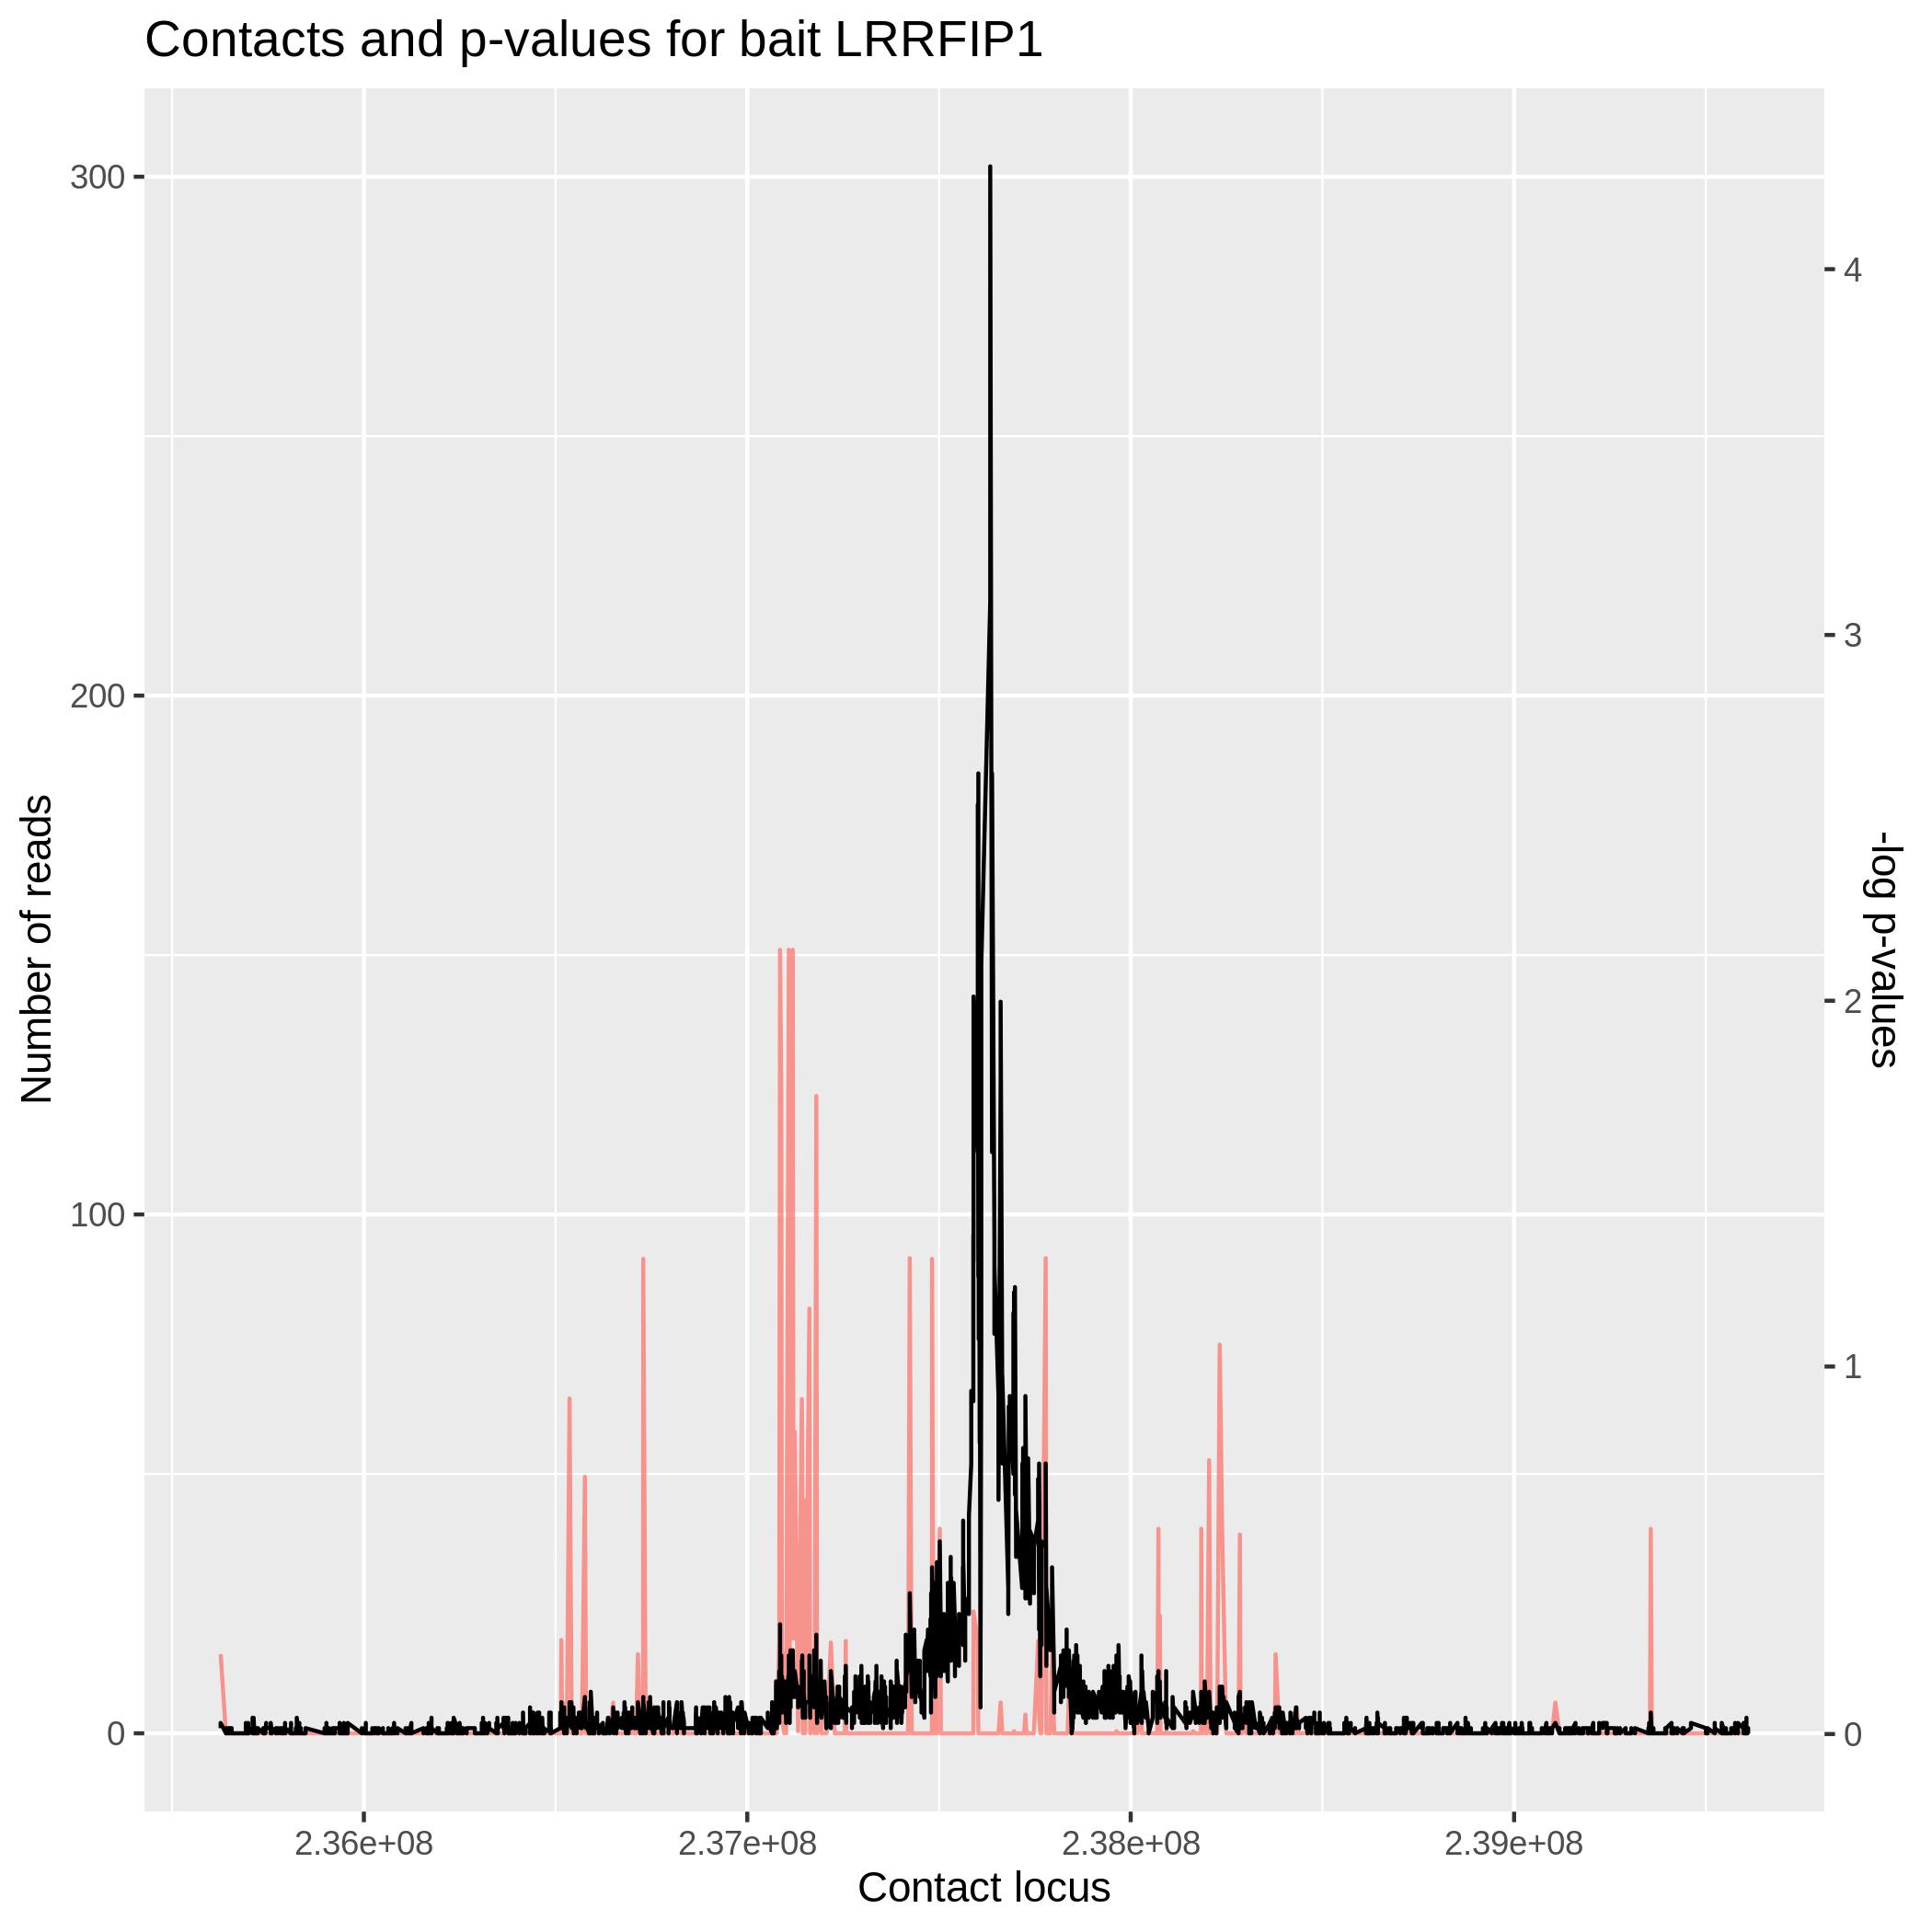 Contacts and p-values for bait LRRFIP1
Number of reads
300
200
100
0
4
3
2
1
0
-log p-values
2.36e+08 2.37e+08 2.38e+08 2.39e+08
Contact locus